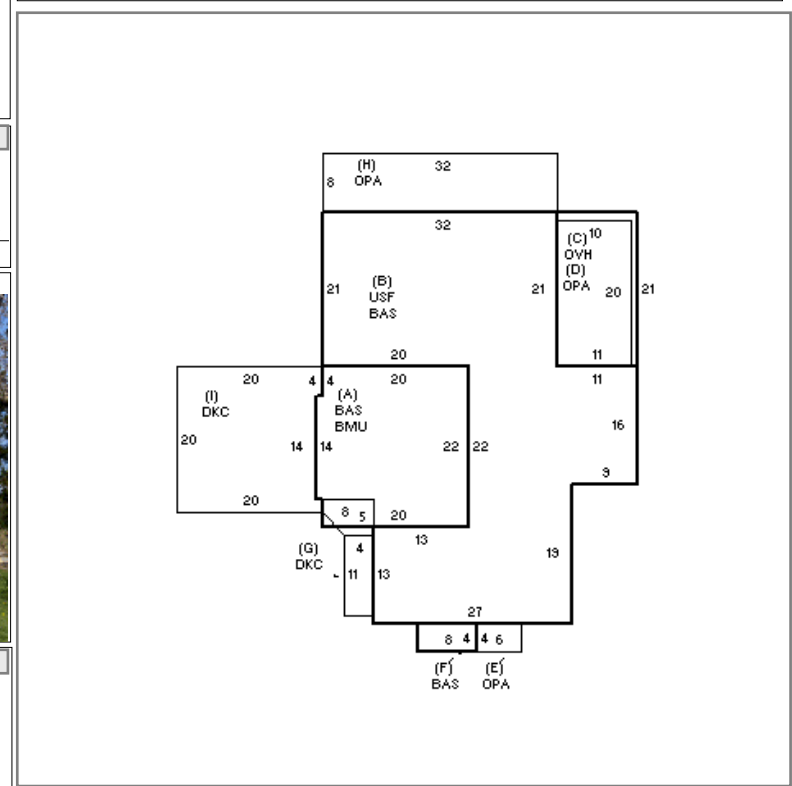 (H)
OPA
32
8
32
(C) 10
OVH
(D)
OPA
20
21
21
(B)
USF
BAS
21
20
11
20
4
4
20
11
(I)
DKC
(A)
BAS
BMU
16
20
14
14
22
22
9
20
8
5
20
13
(G)
DKC
4
11
13
19
27
8
4
4
6
(F)
BAS
(E)
OPA